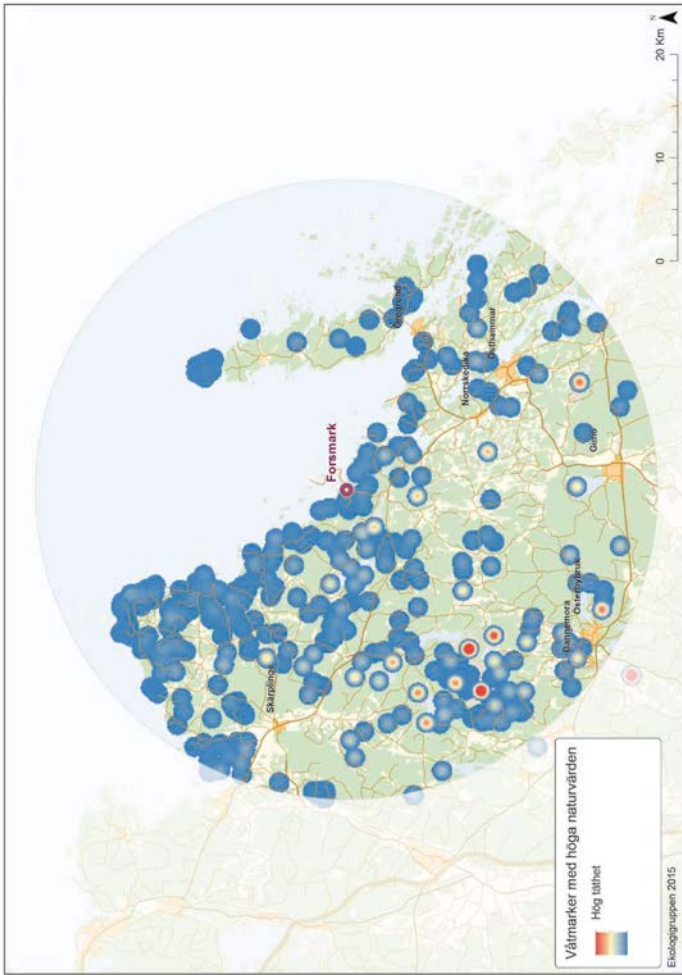 Forsmark
Öregrund
Norrskedika
Östhammar
Skärplinge
Gimo
Dannemora
Österbybruk
Våtmarker med höga naturvärden
Hög täthet
Ekologigruppen 2015
N
0 10 20 Km